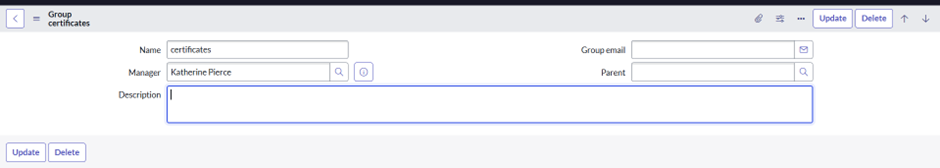 Group
certificates
Update Delete
Name certificates Group email
Manager Katherine Pierce Parent
Description
Update Delete